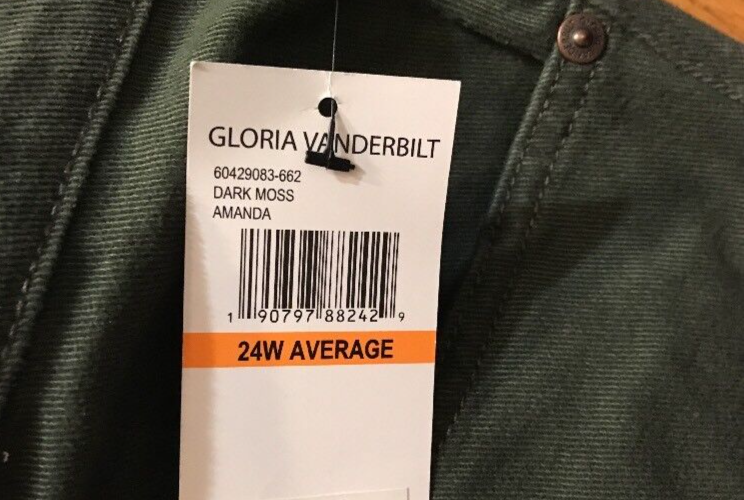 GLORIA VANDERBILT
60429083-662
DARK MOSS
AMANDA
1 90797 88242 9
24W AVERAGE